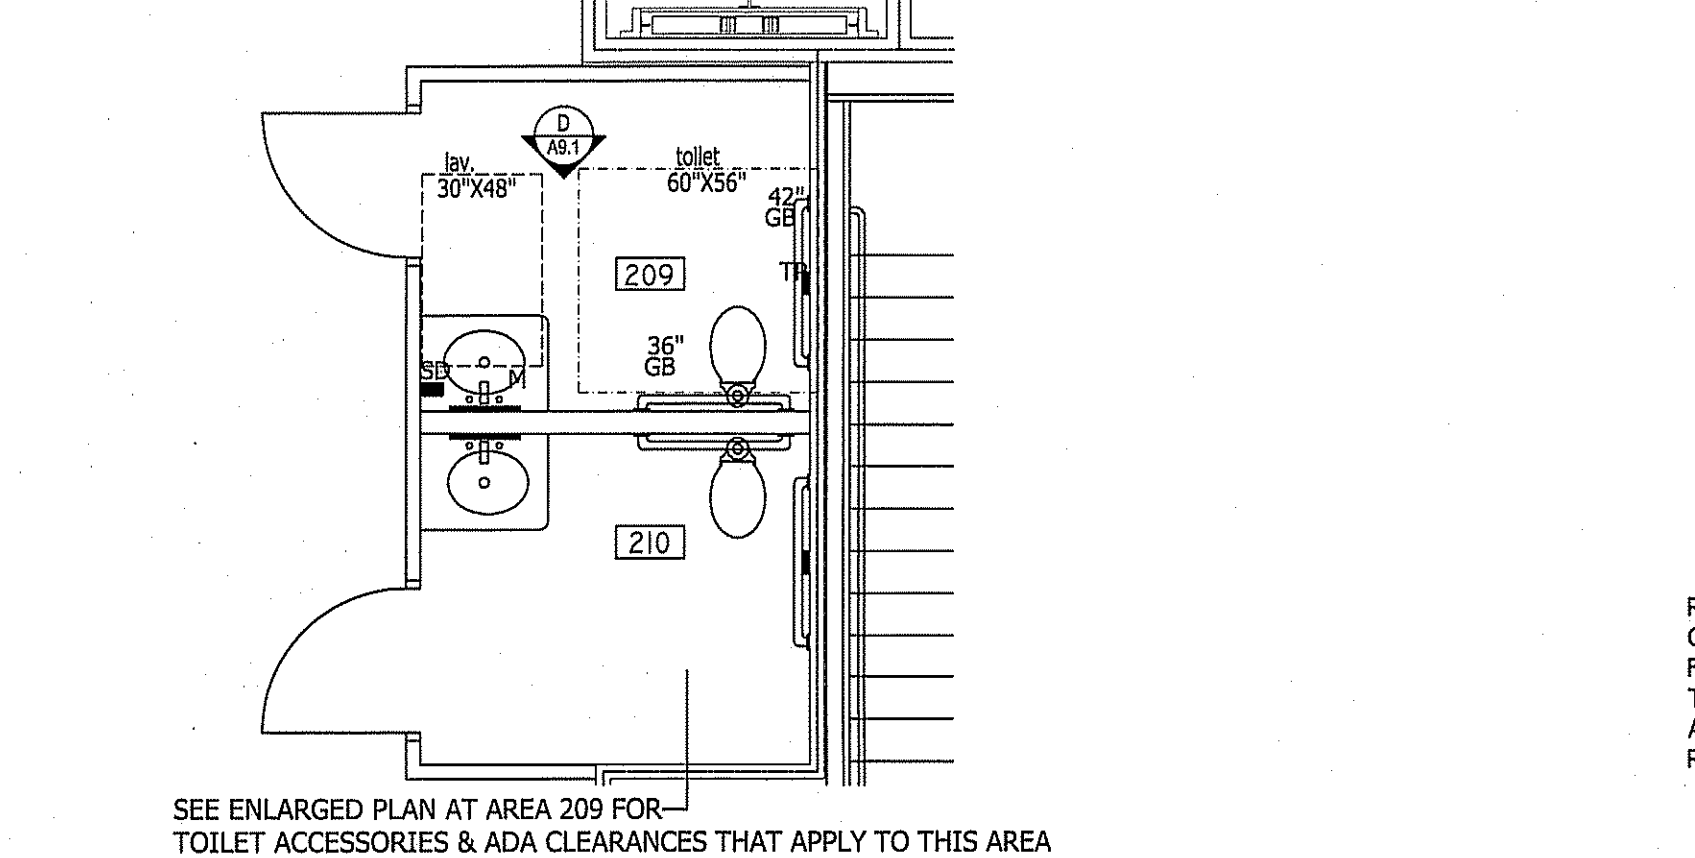 D
A9.1
lav.
30"X48"
toilet
60"X56"
42"
GB
209
TP
36"
GB
SD
M
210
SEE ENLARGED PLAN AT AREA 209 FOR
TOILET ACCESSORIES & ADA CLEARANCES THAT APPLY TO THIS AREA